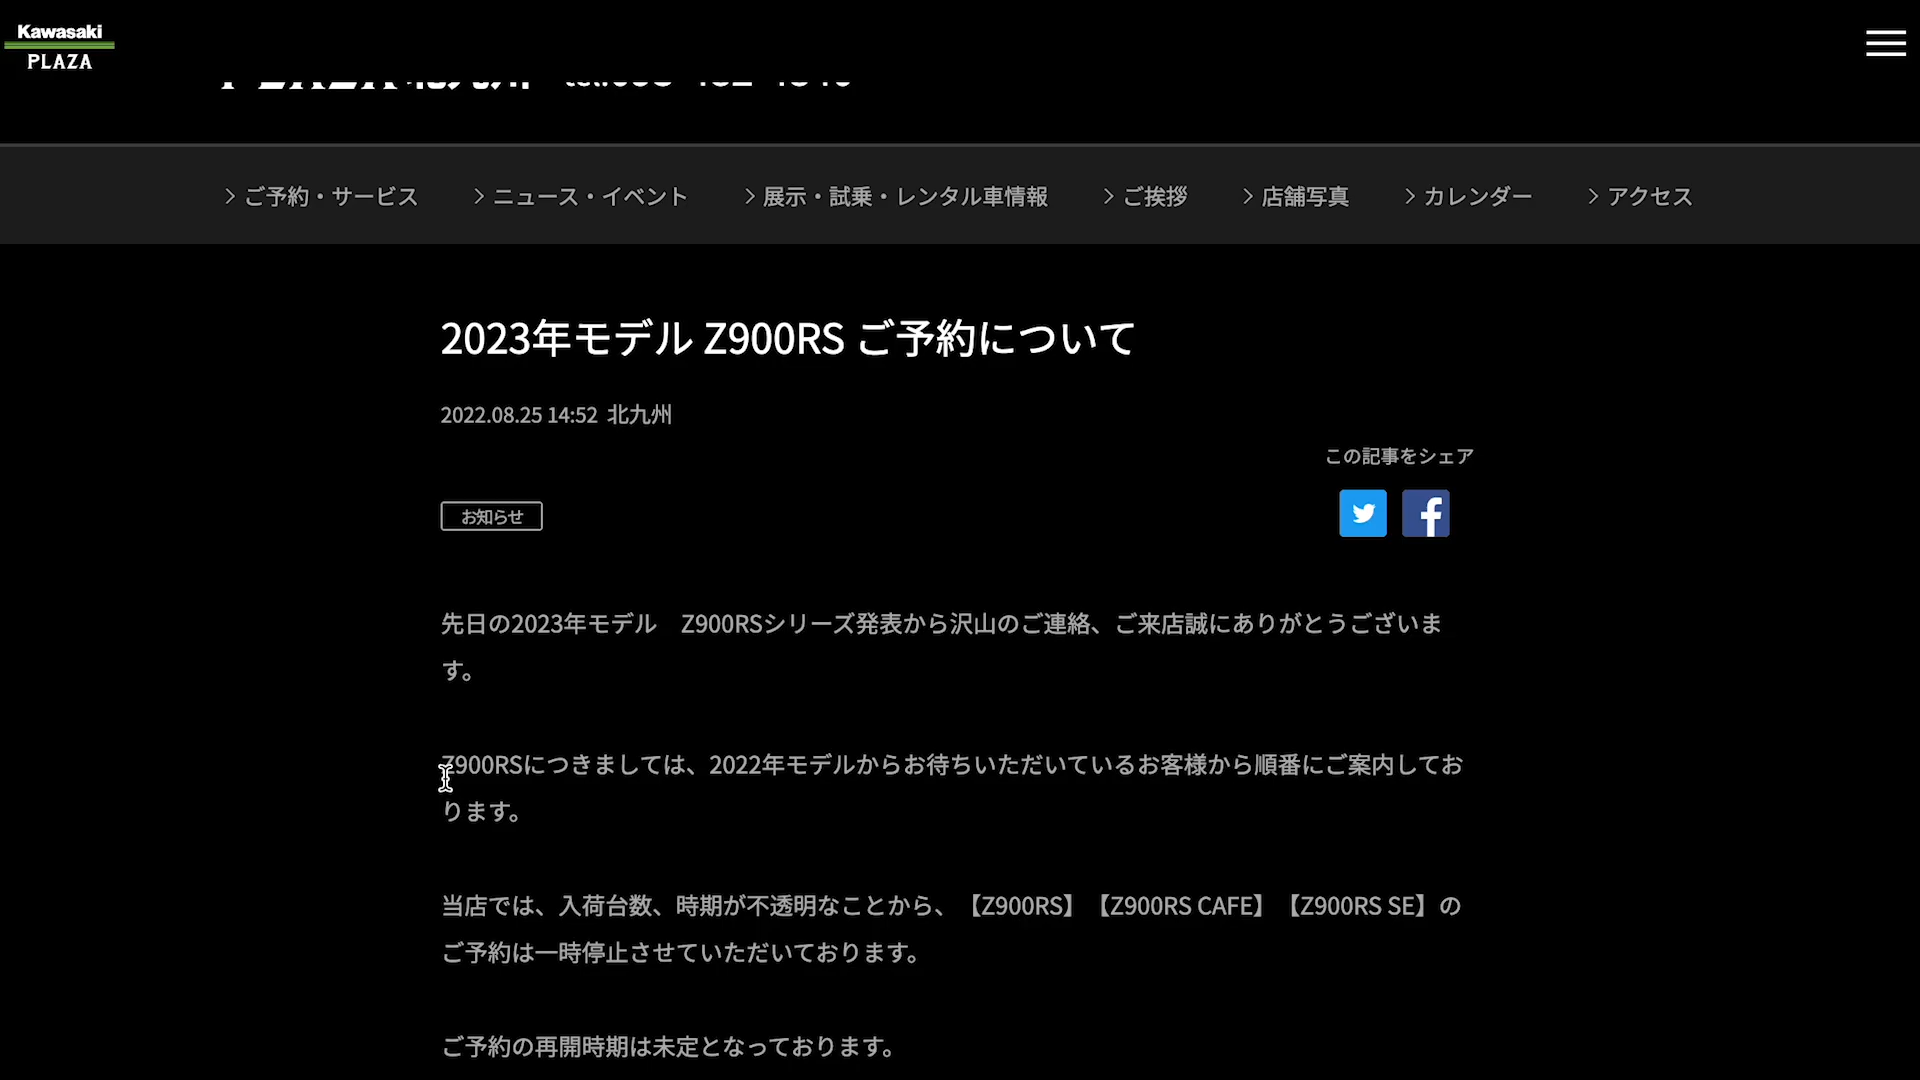 Kawasaki
PLAZA
ご予約・サービス
ニュース・イベント
展示・試乗・レンタル車情報
ご挨拶
店舗写真
カレンダー
アクセス
2023年モデル Z900RS ご予約について
2022.08.25 14:52 北九州
この記事をシェア
お知らせ
先日の2023年モデル　Z900RSシリーズ発表から沢山のご連絡、ご来店誠にありがとうございま
す。
Z900RSにつきましては、2022年モデルからお待ちいただいているお客様から順番にご案内してお
ります。
当店では、入荷台数、時期が不透明なことから、【Z900RS】【Z900RS CAFE】【Z900RS SE】の
ご予約は一時停止させていただいております。
ご予約の再開時期は未定となっております。